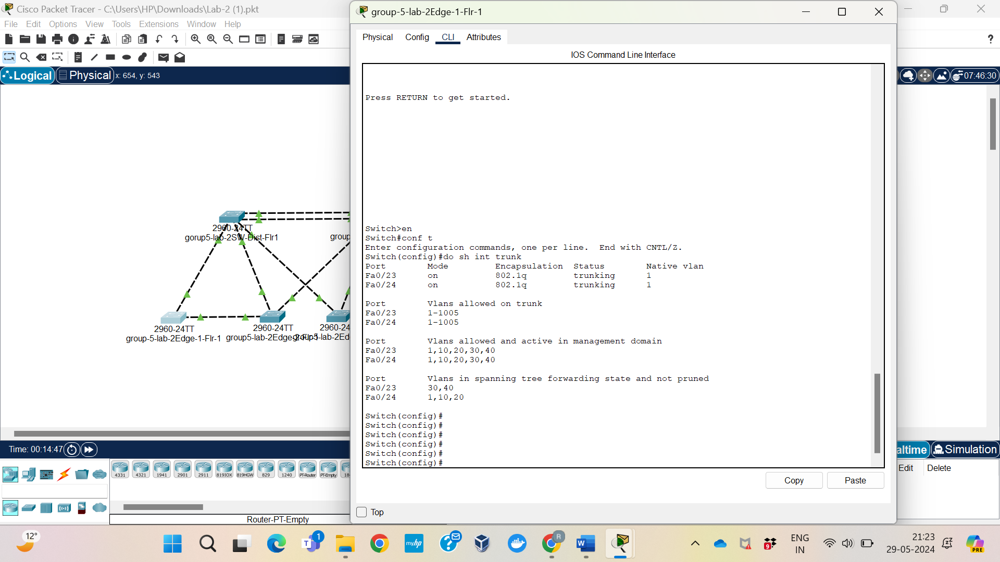 Cisco Packet Tracer - C:\Users\HP\Downloads\Lab-2 (1).pkt
File Edit Options View Tools Extensions Window Help
Logical
Physical
x: 654, y: 543
07:46:30
2960-24TT
gorup5-lab-2SW-Dist-Flr1
group
2960-24TT
group-5-lab-2Edge-1-Flr-1
2960-24TT
group5-lab-2Edge-2-Flr-1
2960-24
group5-lab-2Ed
group-5-lab-2Edge-1-Flr-1
Physical Config CLI Attributes
IOS Command Line Interface
Press RETURN to get started.
Switch>en
Switch#conf t
Enter configuration commands, one per line. End with CNTL/Z.
Switch(config)#do sh int trunk
Port Mode Encapsulation Status Native vlan
Fa0/23 on 802.1q trunking 1
Fa0/24 on 802.1q trunking 1
Port Vlans allowed on trunk
Fa0/23 1-1005
Fa0/24 1-1005
Port Vlans allowed and active in management domain
Fa0/23 1,10,20,30,40
Fa0/24 1,10,20,30,40
Port Vlans in spanning tree forwarding state and not pruned
Fa0/23 30,40
Fa0/24 1,10,20
Switch(config)#
Switch(config)#
Switch(config)#
Switch(config)#
Switch(config)#
Switch(config)#
Copy
Paste
Top
Time: 00:14:47
altime
Simulation
Edit
Delete
4331 4321 1941 2901 2911 819IOX 819HGW 829 1240 PT-Router PT-Empty 18
Router-PT-Empty
12°
1
myhp
R
9
ENG
IN
21:23
29-05-2024
PRE